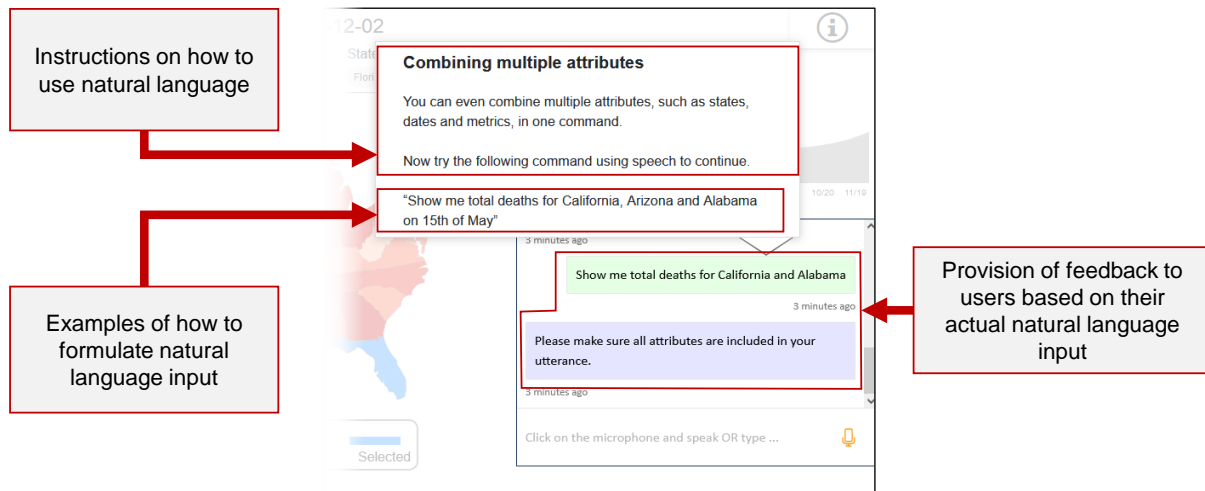 Instructions on how to
use natural language
Examples of how to
formulate natural
language input
12-02
State
Flori
Combining multiple attributes
You can even combine multiple attributes, such as states,
dates and metrics, in one command.
Now try the following command using speech to continue.
“Show me total deaths for California, Arizona and Alabama
on 15th of May”
10/20 11/19
3 minutes ago
Show me total deaths for California and Alabama
3 minutes ago
Please make sure all attributes are included in your
utterance.
3 minutes ago
Click on the microphone and speak OR type ...
Selected
Provision of feedback to
users based on their
actual natural language
input